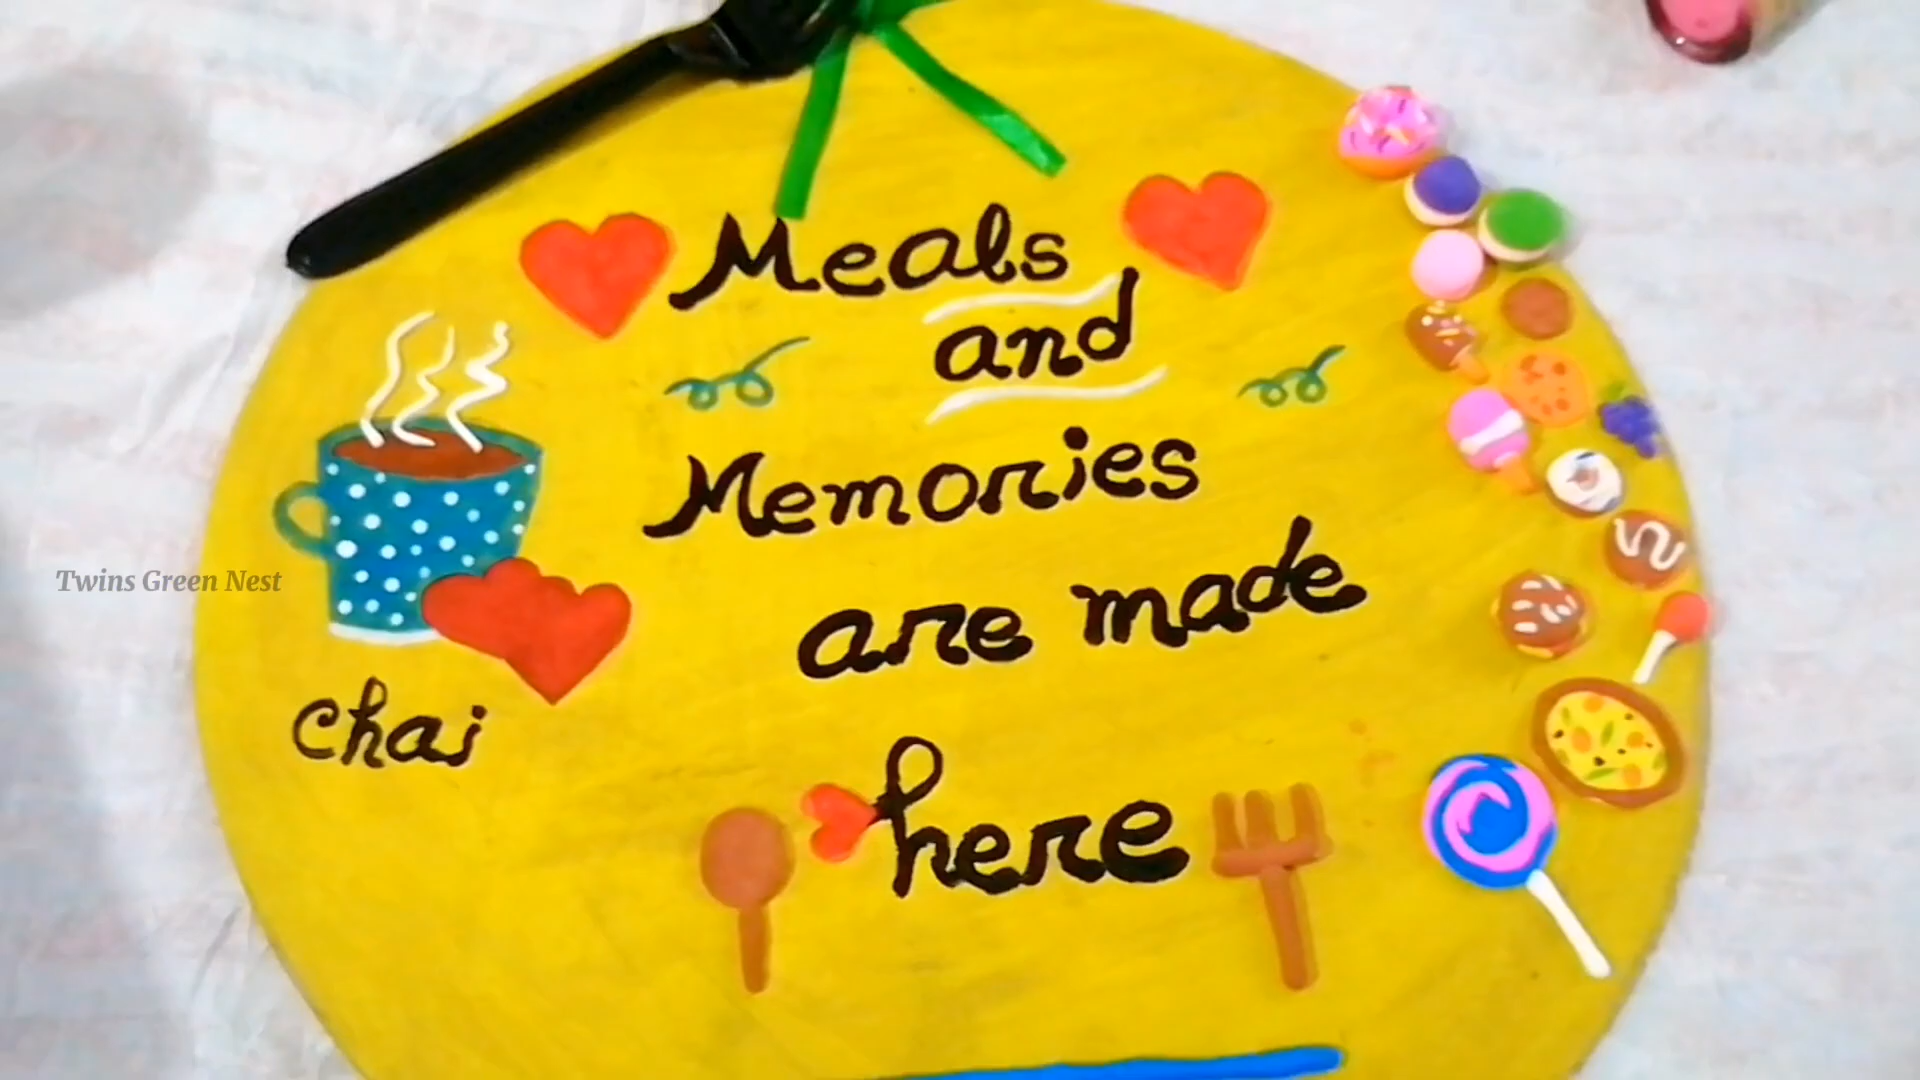 Meals
and
Memories
are made
here
chai
Twins Green Nest